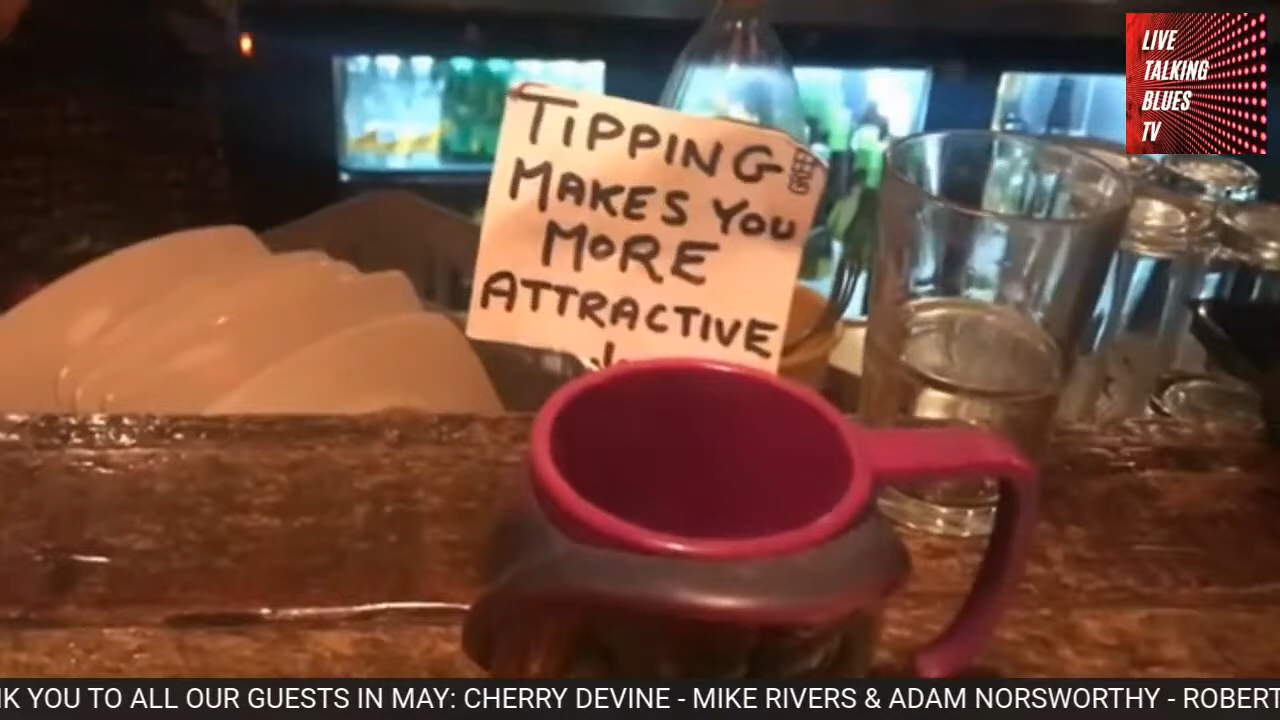 LIVE
TALKING
BLUES
TV
TIPPING
MAKES YOU
MORE
ATTRACTIVE
NK YOU TO ALL OUR GUESTS IN MAY: CHERRY DEVINE - MIKE RIVERS & ADAM NORSWORTHY - ROBERT